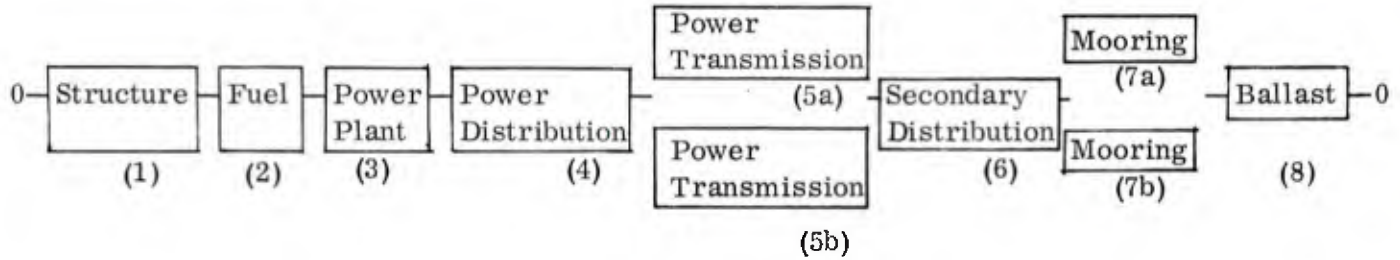 0
Structure
(1)
Fuel
(2)
Power
Plant
(3)
Power
Distribution
(4)
Power
Transmission
(5a)
Power
Transmission
(5b)
Secondary
Distribution
(6)
Mooring
(7a)
Mooring
(7b)
Ballast
(8)
0